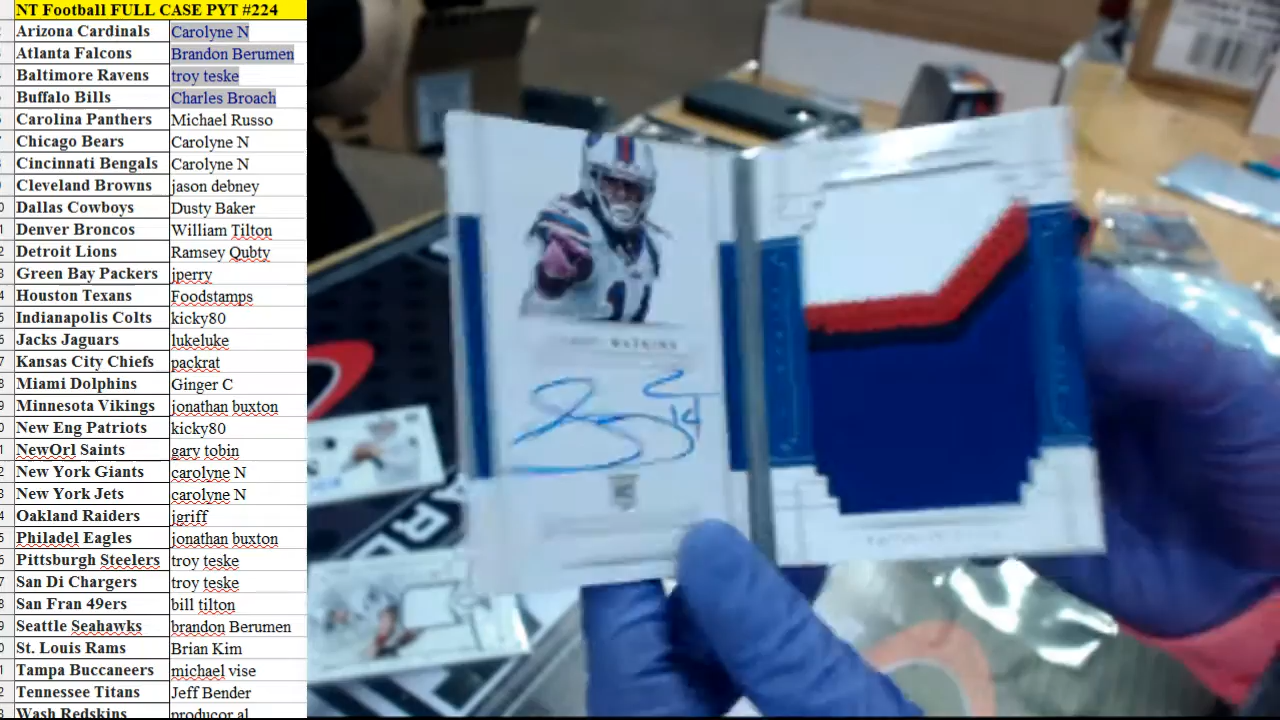 NT Football FULL CASE PYT #224
Arizona Cardinals Carolyne N
Atlanta Falcons Brandon Berumen
Baltimore Ravens troy teske
Buffalo Bills Charles Broach
Carolina Panthers Michael Russo
Chicago Bears Carolyne N
Cincinnati Bengals Carolyne N
Cleveland Browns jason debney
Dallas Cowboys Dusty Baker
Denver Broncos William Tilton
Detroit Lions Ramsey Qubty
Green Bay Packers jperry
Houston Texans Foodstamps
Indianapolis Colts kicky80
Jacks Jaguars lukeluke
Kansas City Chiefs packrat
Miami Dolphins Ginger C
Minnesota Vikings jonathan buxton
New Eng Patriots kicky80
NewOrl Saints gary tobin
New York Giants carolyne N
New York Jets carolyne N
Oakland Raiders jgriff
Philadel Eagles jonathan buxton
Pittsburgh Steelers troy teske
San Di Chargers troy teske
San Fran 49ers bill tilton
Seattle Seahawks brandon Berumen
St. Louis Rams Brian Kim
Tampa Buccaneers michael vise
Tennessee Titans Jeff Bender
Wash Redskins producor al
WATKINS
14